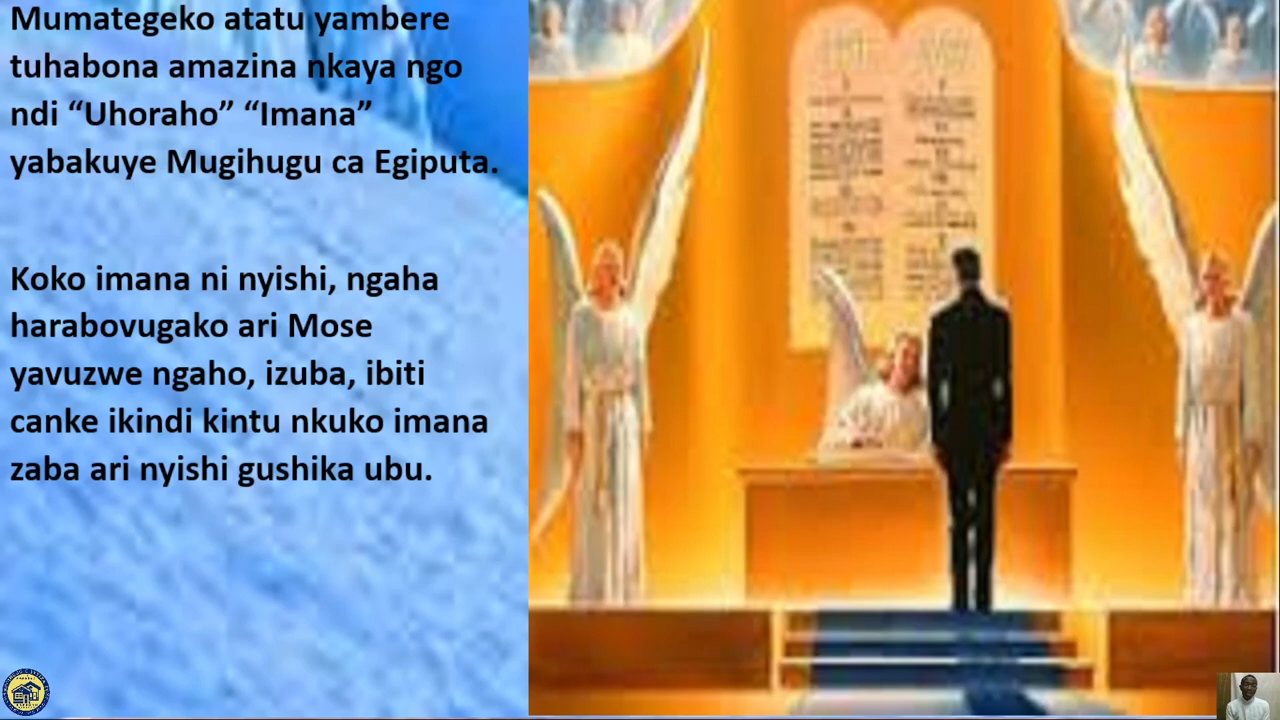 Mumategeko atatu yambere
tuhabona amazina nkaya ngo
ndi “Uhoraho” “Imana”
yabakuye Mugihugu ca Egiputa.
Koko imana ni nyishi, ngaha
harabovugako ari Mose
yavuzwe ngaho, izuba, ibiti
canke ikindi kintu nkuko imana
zaba ari nyishi gushika ubu.